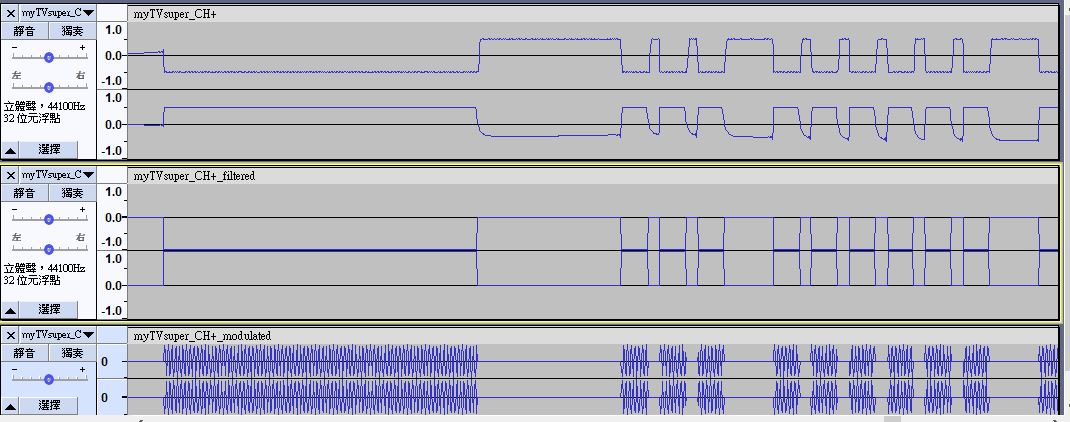 myTVsuper_C
myTVsuper_CH+
靜音 獨奏
- +
左 右
立體聲，44100Hz
32 位元浮點
選擇
1.0
0.0
-1.0
1.0
0.0
-1.0
myTVsuper_C
myTVsuper_CH+_filtered
靜音 獨奏
- +
左 右
立體聲，44100Hz
32 位元浮點
選擇
1.0
0.0
-1.0
1.0
0.0
-1.0
myTVsuper_C
myTVsuper_CH+_modulated
靜音 獨奏
- +
選擇
0
0